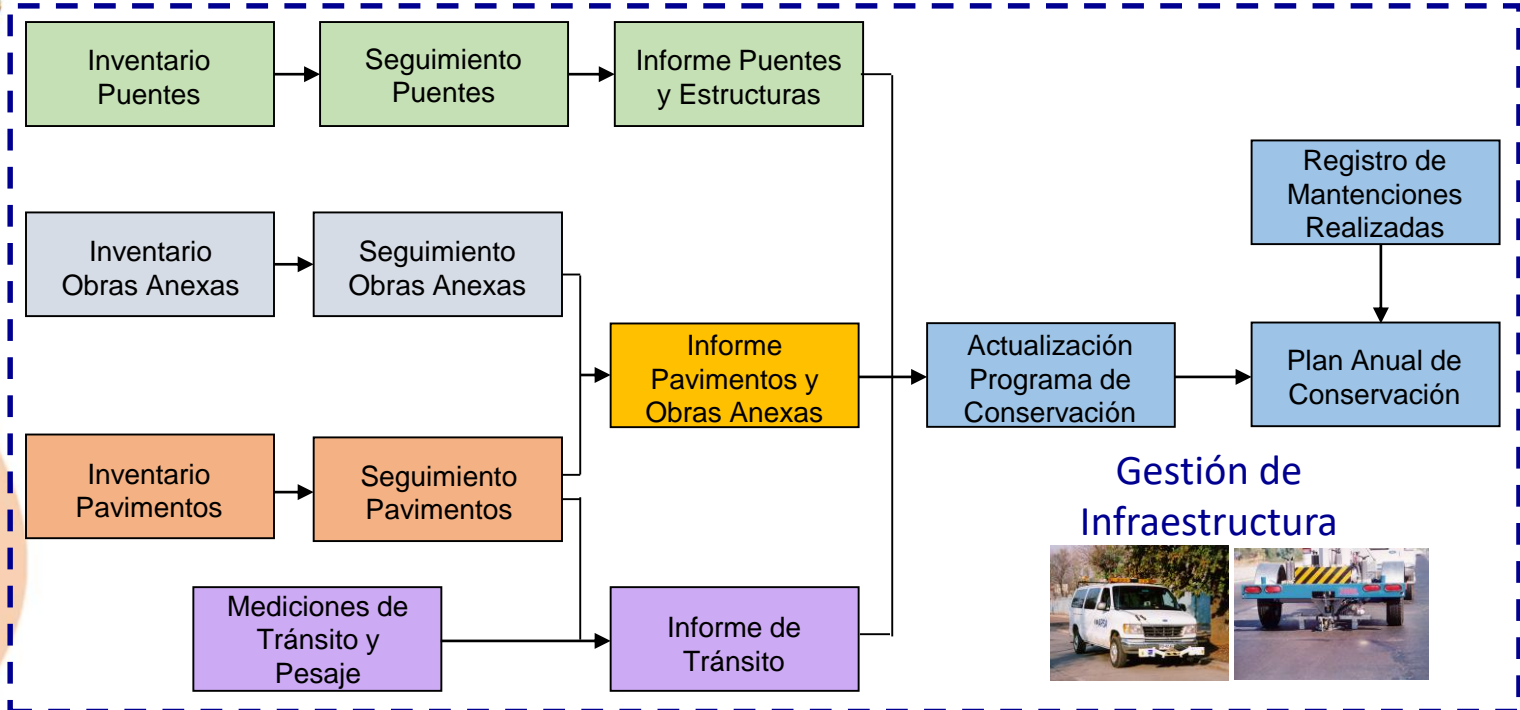 Inventario
Puentes
Seguimiento
Puentes
Informe Puentes
y Estructuras
Registro de
Mantenciones
Realizadas
Inventario
Obras Anexas
Seguimiento
Obras Anexas
Informe
Pavimentos y
Obras Anexas
Actualización
Programa de
Conservación
Plan Anual de
Conservación
Inventario
Pavimentos
Seguimiento
Pavimentos
Gestión de
Infraestructura
Mediciones de
Tránsito y
Pesaje
Informe de
Tránsito